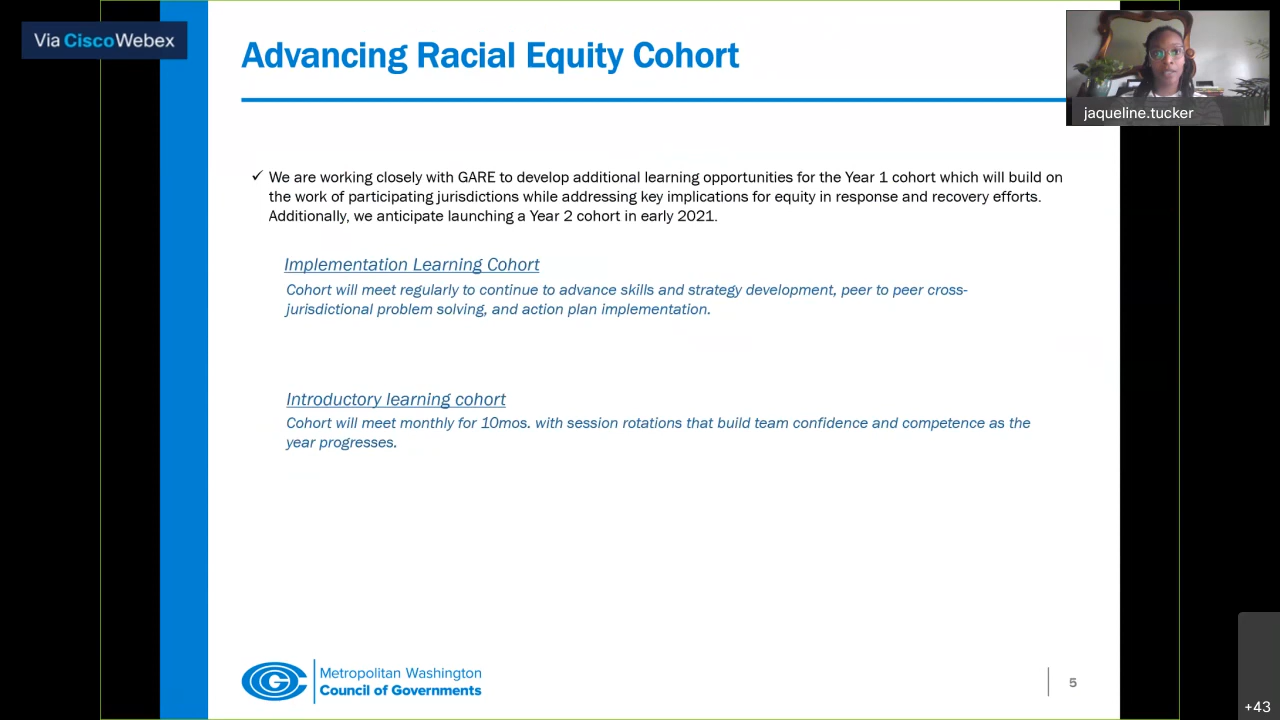 Via CiscoWebex
Advancing Racial Equity Cohort
jaqueline.tucker
✓ We are working closely with GARE to develop additional learning opportunities for the Year 1 cohort which will build on
the work of participating jurisdictions while addressing key implications for equity in response and recovery efforts.
Additionally, we anticipate launching a Year 2 cohort in early 2021.
Implementation Learning Cohort
Cohort will meet regularly to continue to advance skills and strategy development, peer to peer cross-
jurisdictional problem solving, and action plan implementation.
Introductory learning cohort
Cohort will meet monthly for 10mos. with session rotations that build team confidence and competence as the
year progresses.
Metropolitan Washington
Council of Governments
5
+43